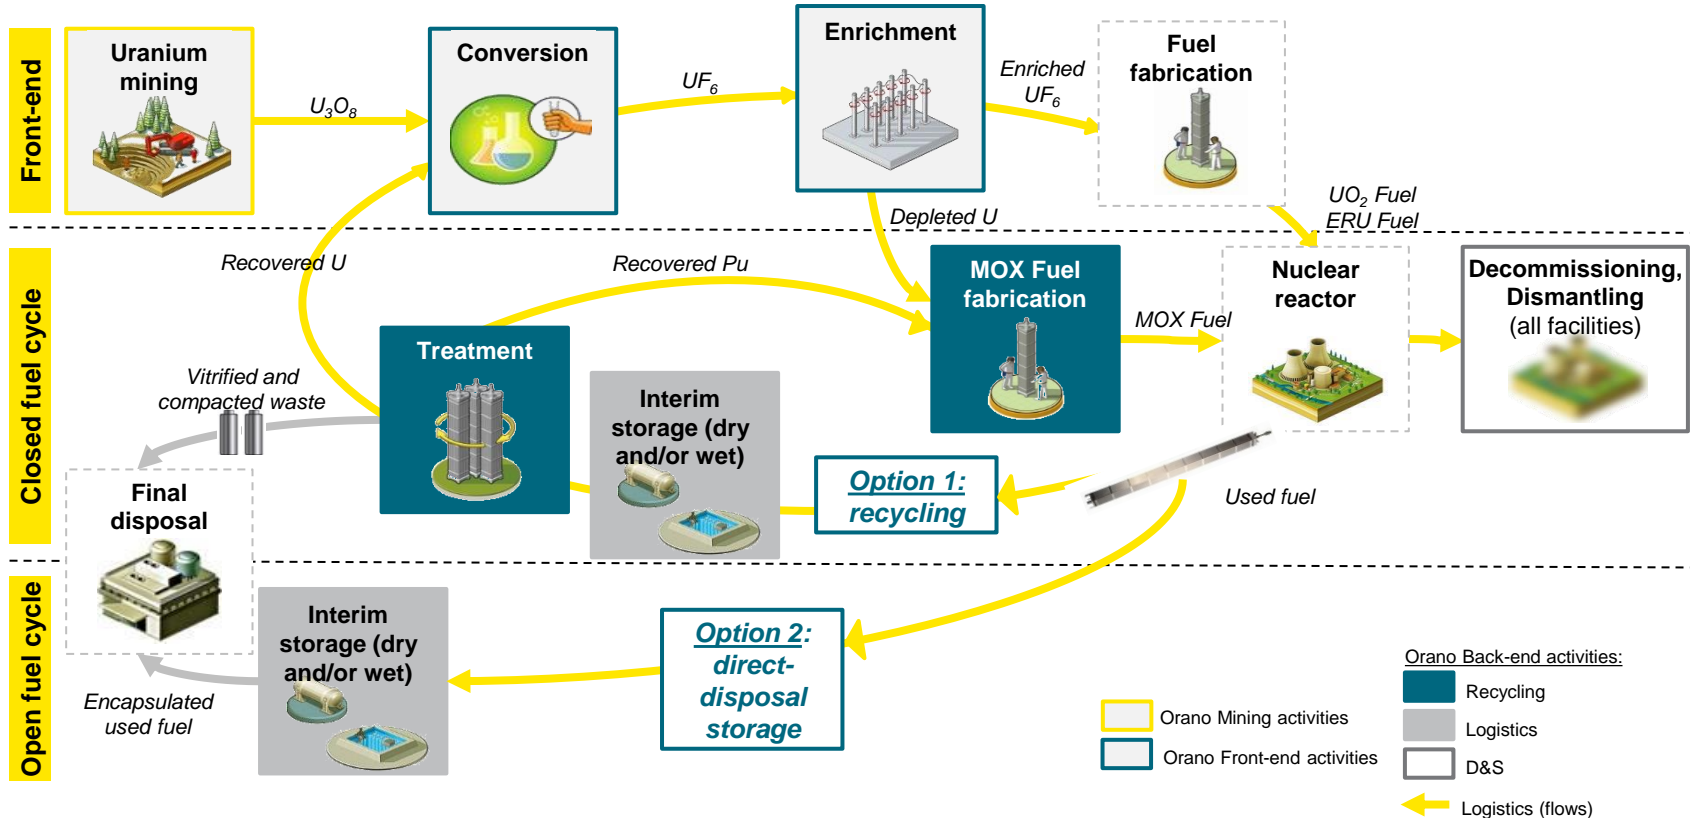 Front-end
Uranium
mining
U₃O₈
Conversion
UF₆
Enrichment
Enriched
UF₆
Fuel
fabrication
UO₂ Fuel
ERU Fuel
Depleted U
Closed fuel cycle
Recovered U
Recovered Pu
MOX Fuel
fabrication
MOX Fuel
Nuclear
reactor
Decommissioning,
Dismantling
(all facilities)
Treatment
Vitrified and
compacted waste
Interim
storage (dry
and/or wet)
Option 1:
recycling
Used fuel
Final
disposal
Open fuel cycle
Interim
storage (dry
and/or wet)
Option 2:
direct-
disposal
storage
Encapsulated
used fuel
Orano Mining activities
Orano Front-end activities
Orano Back-end activities:
Recycling
Logistics
D&S
Logistics (flows)